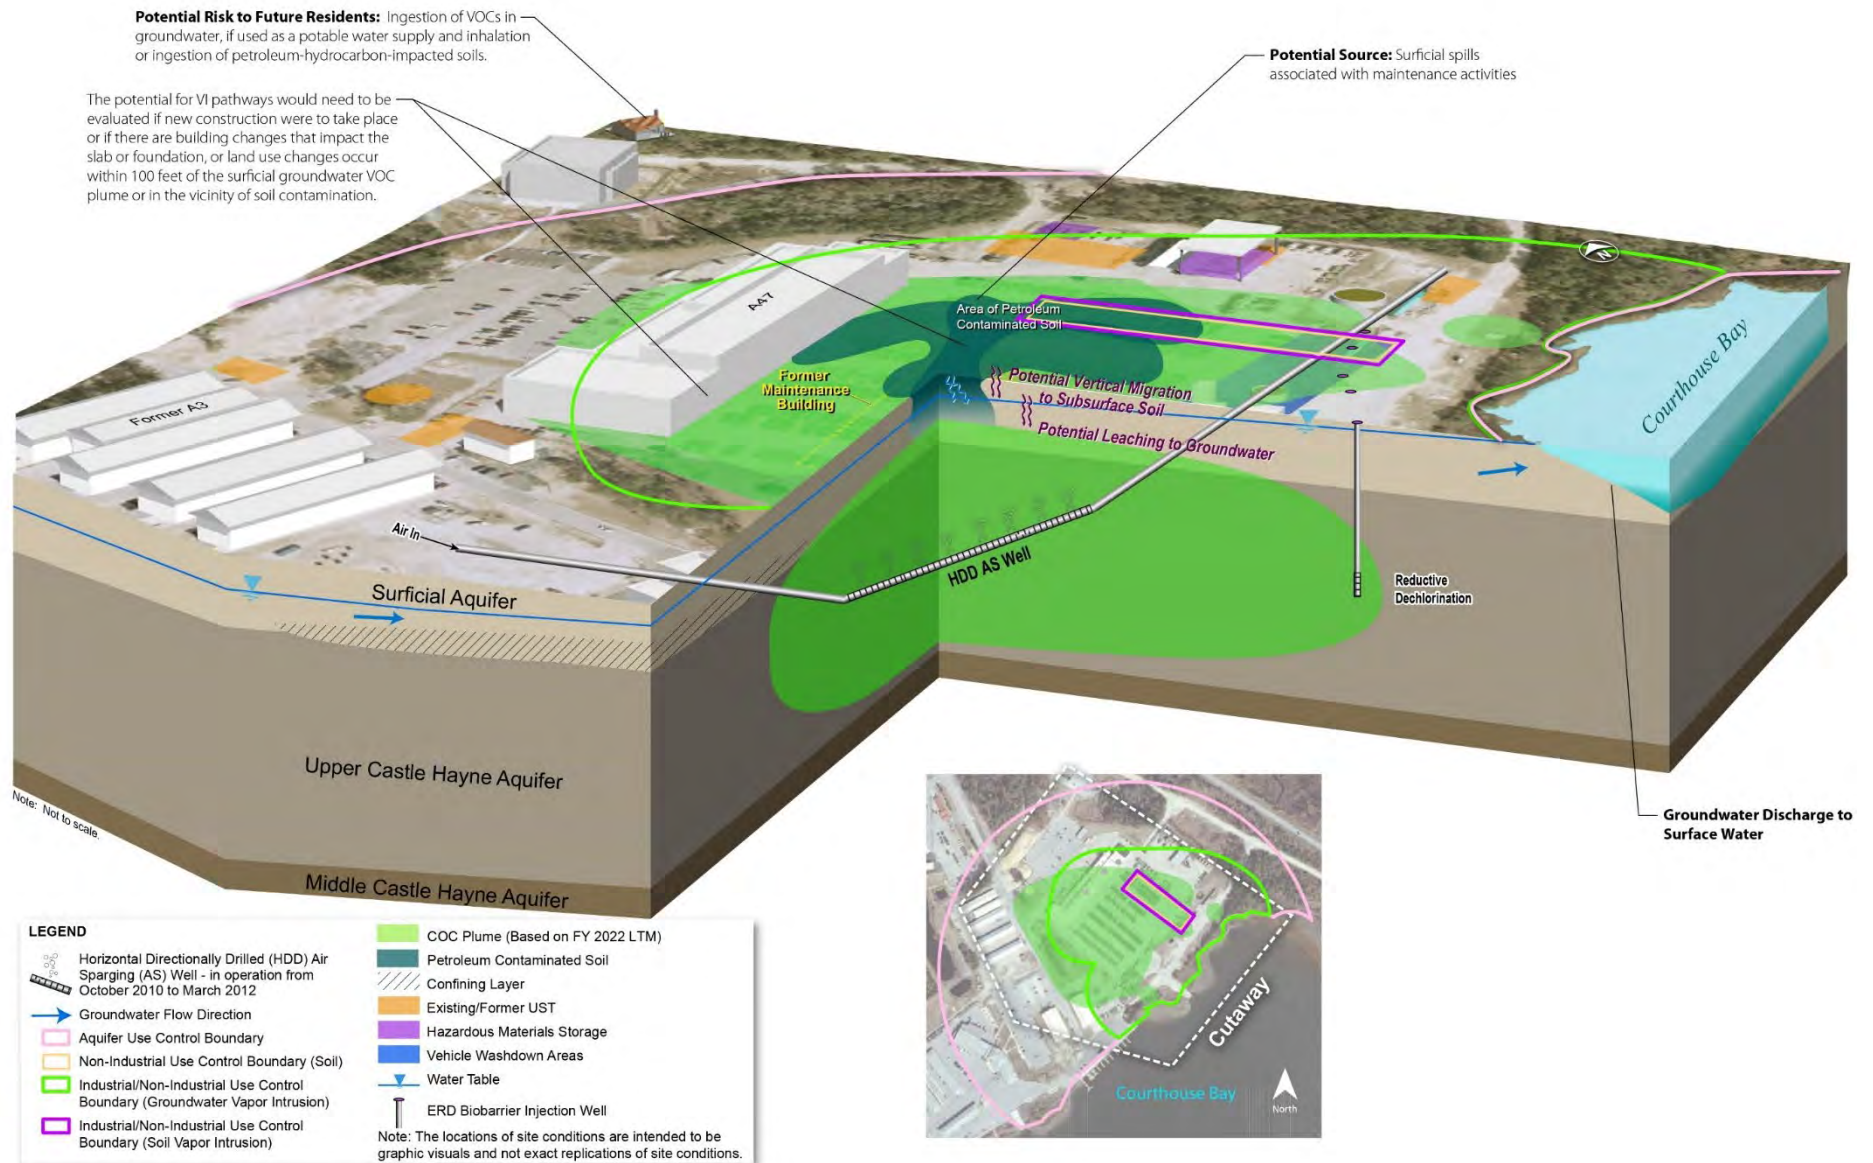 Potential Risk to Future Residents: Ingestion of VOCs in
groundwater, if used as a potable water supply and inhalation
or ingestion of petroleum-hydrocarbon-impacted soils.
The potential for VI pathways would need to be
evaluated if new construction were to take place
or if there are building changes that impact the
slab or foundation, or land use changes occur
within 100 feet of the surficial groundwater VOC
plume or in the vicinity of soil contamination.
Potential Source: Surficial spills
associated with maintenance activities
N
A47
Area of Petroleum
Contaminated Soil
Courthouse Bay
Former
Maintenance
Building
Potential Vertical Migration
to Subsurface Soil
Potential Leaching to Groundwater
Former A3
Air In
HDD AS Well
Reductive
Dechlorination
Surficial Aquifer
Upper Castle Hayne Aquifer
Middle Castle Hayne Aquifer
Note: Not to scale.
Groundwater Discharge to
Surface Water
LEGEND
Horizontal Directionally Drilled (HDD) Air
Sparging (AS) Well - in operation from
October 2010 to March 2012
Groundwater Flow Direction
Aquifer Use Control Boundary
Non-Industrial Use Control Boundary (Soil)
Industrial/Non-Industrial Use Control
Boundary (Groundwater Vapor Intrusion)
Industrial/Non-Industrial Use Control
Boundary (Soil Vapor Intrusion)
COC Plume (Based on FY 2022 LTM)
Petroleum Contaminated Soil
Confining Layer
Existing/Former UST
Hazardous Materials Storage
Vehicle Washdown Areas
Water Table
ERD Biobarrier Injection Well
Note: The locations of site conditions are intended to be
graphic visuals and not exact replications of site conditions.
Cutaway
Courthouse Bay
North